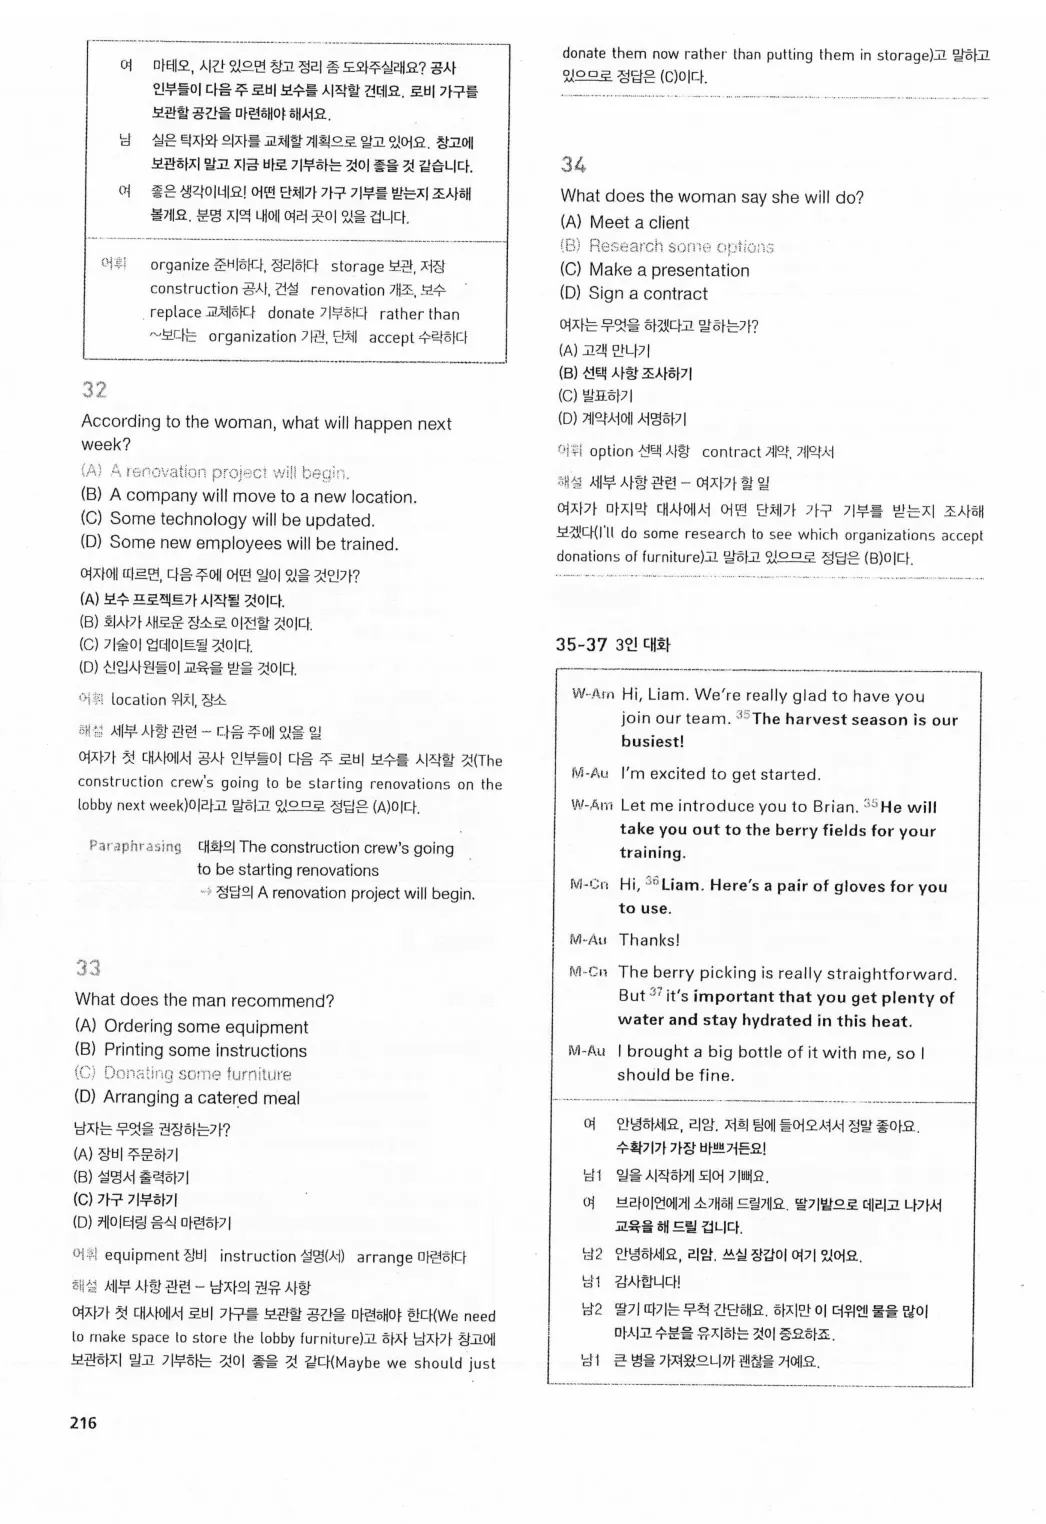 여 마테오, 시간 있으면 창고 정리 좀 도와주실래요? 공사
인부들이 다음 주 로비 보수를 시작할 건데요. 로비 가구를
보관할 공간을 마련해야 해서요.
남 실은 탁자와 의자를 교체할 계획으로 알고 있어요. 창고에
보관하지 말고 지금 바로 기부하는 것이 좋을 것 같습니다.
여 좋은 생각이네요! 어떤 단체가 가구 기부를 받는지 조사해
볼게요. 분명 지역 내에 여러 곳이 있을 겁니다.
어휘 organize 준비하다, 정리하다 storage 보관, 저장
construction 공사, 건설 renovation 개조, 보수
replace 교체하다 donate 기부하다 rather than
~보다는 organization 기관, 단체 accept 수락하다
32
According to the woman, what will happen next
week?
(A) A renovation project will begin.
(B) A company will move to a new location.
(C) Some technology will be updated.
(D) Some new employees will be trained.
여자에 따르면, 다음 주에 어떤 일이 있을 것인가?
(A) 보수 프로젝트가 시작될 것이다.
(B) 회사가 새로운 장소로 이전할 것이다.
(C) 기술이 업데이트될 것이다.
(D) 신입사원들이 교육을 받을 것이다.
어휘 location 위치, 장소
해설 세부 사항 관련 – 다음 주에 있을 일
여자가 첫 대사에서 공사 인부들이 다음 주 로비 보수를 시작할 것(The
construction crew's going to be starting renovations on the
lobby next week)이라고 말하고 있으므로 정답은 (A)이다.
Paraphrasing 대화의 The construction crew's going
to be starting renovations
→ 정답의 A renovation project will begin.
33
What does the man recommend?
(A) Ordering some equipment
(B) Printing some instructions
(C) Donating some furniture
(D) Arranging a catered meal
남자는 무엇을 권장하는가?
(A) 장비 주문하기
(B) 설명서 출력하기
(C) 가구 기부하기
(D) 케이터링 음식 마련하기
어휘 equipment 장비 instruction 설명(서) arrange 마련하다
해설 세부 사항 관련 – 남자의 권유 사항
여자가 첫 대사에서 로비 가구를 보관할 공간을 마련해야 한다(We need
to make space to store the lobby furniture)고 하자 남자가 창고에
보관하지 말고 기부하는 것이 좋을 것 같다(Maybe we should just
216
donate them now rather than putting them in storage)고 말하고
있으므로 정답은 (C)이다.
34
What does the woman say she will do?
(A) Meet a client
(B) Research some options
(C) Make a presentation
(D) Sign a contract
여자는 무엇을 하겠다고 말하는가?
(A) 고객 만나기
(B) 선택 사항 조사하기
(C) 발표하기
(D) 계약서에 서명하기
어휘 option 선택 사항 contract 계약, 계약서
해설 세부 사항 관련 – 여자가 할 일
여자가 마지막 대사에서 어떤 단체가 가구 기부를 받는지 조사해
보겠다(I'll do some research to see which organizations accept
donations of furniture)고 말하고 있으므로 정답은 (B)이다.
35-37 3인 대화
W-Am Hi, Liam. We're really glad to have you
join our team. 35The harvest season is our
busiest!
M-Au I'm excited to get started.
W-Am Let me introduce you to Brian. 35He will
take you out to the berry fields for your
training.
M-Cn Hi, 36Liam. Here's a pair of gloves for you
to use.
M-Au Thanks!
M-Cn The berry picking is really straightforward.
But 37it's important that you get plenty of
water and stay hydrated in this heat.
M-Au I brought a big bottle of it with me, so I
should be fine.
여 안녕하세요, 리암. 저희 팀에 들어오셔서 정말 좋아요.
수확기가 가장 바쁘거든요!
남1 일을 시작하게 되어 기뻐요.
여 브라이언에게 소개해 드릴게요. 딸기밭으로 데리고 나가서
교육을 해 드릴 겁니다.
남2 안녕하세요, 리암. 쓰실 장갑이 여기 있어요.
남1 감사합니다!
남2 딸기 따기는 무척 간단해요. 하지만 이 더위엔 물을 많이
마시고 수분을 유지하는 것이 중요하죠.
남1 큰 병을 가져왔으니까 괜찮을 거예요.